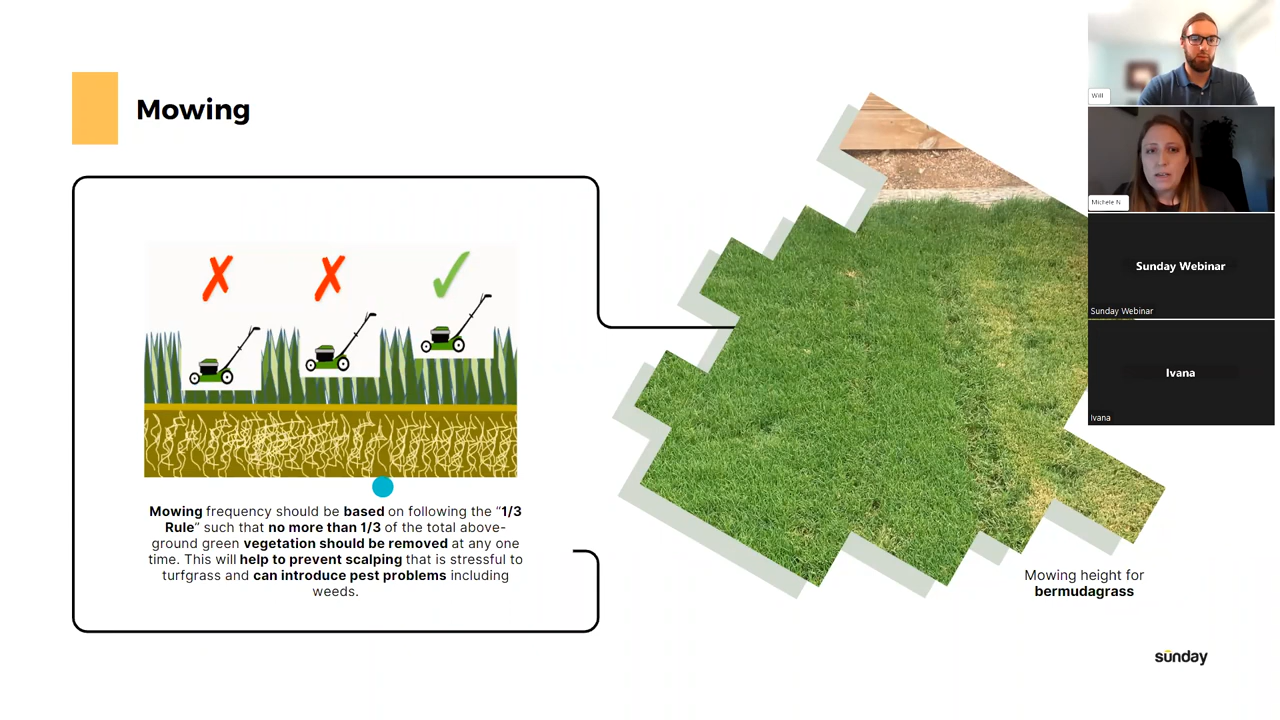 Mowing
Mowing frequency should be based on following the “1/3
Rule” such that no more than 1/3 of the total above-
ground green vegetation should be removed at any one
time. This will help to prevent scalping that is stressful to
turfgrass and can introduce pest problems including
weeds.
Mowing height for
bermudagrass
sunday
Will
Michele N
Sunday Webinar
Sunday Webinar
Ivana
Ivana